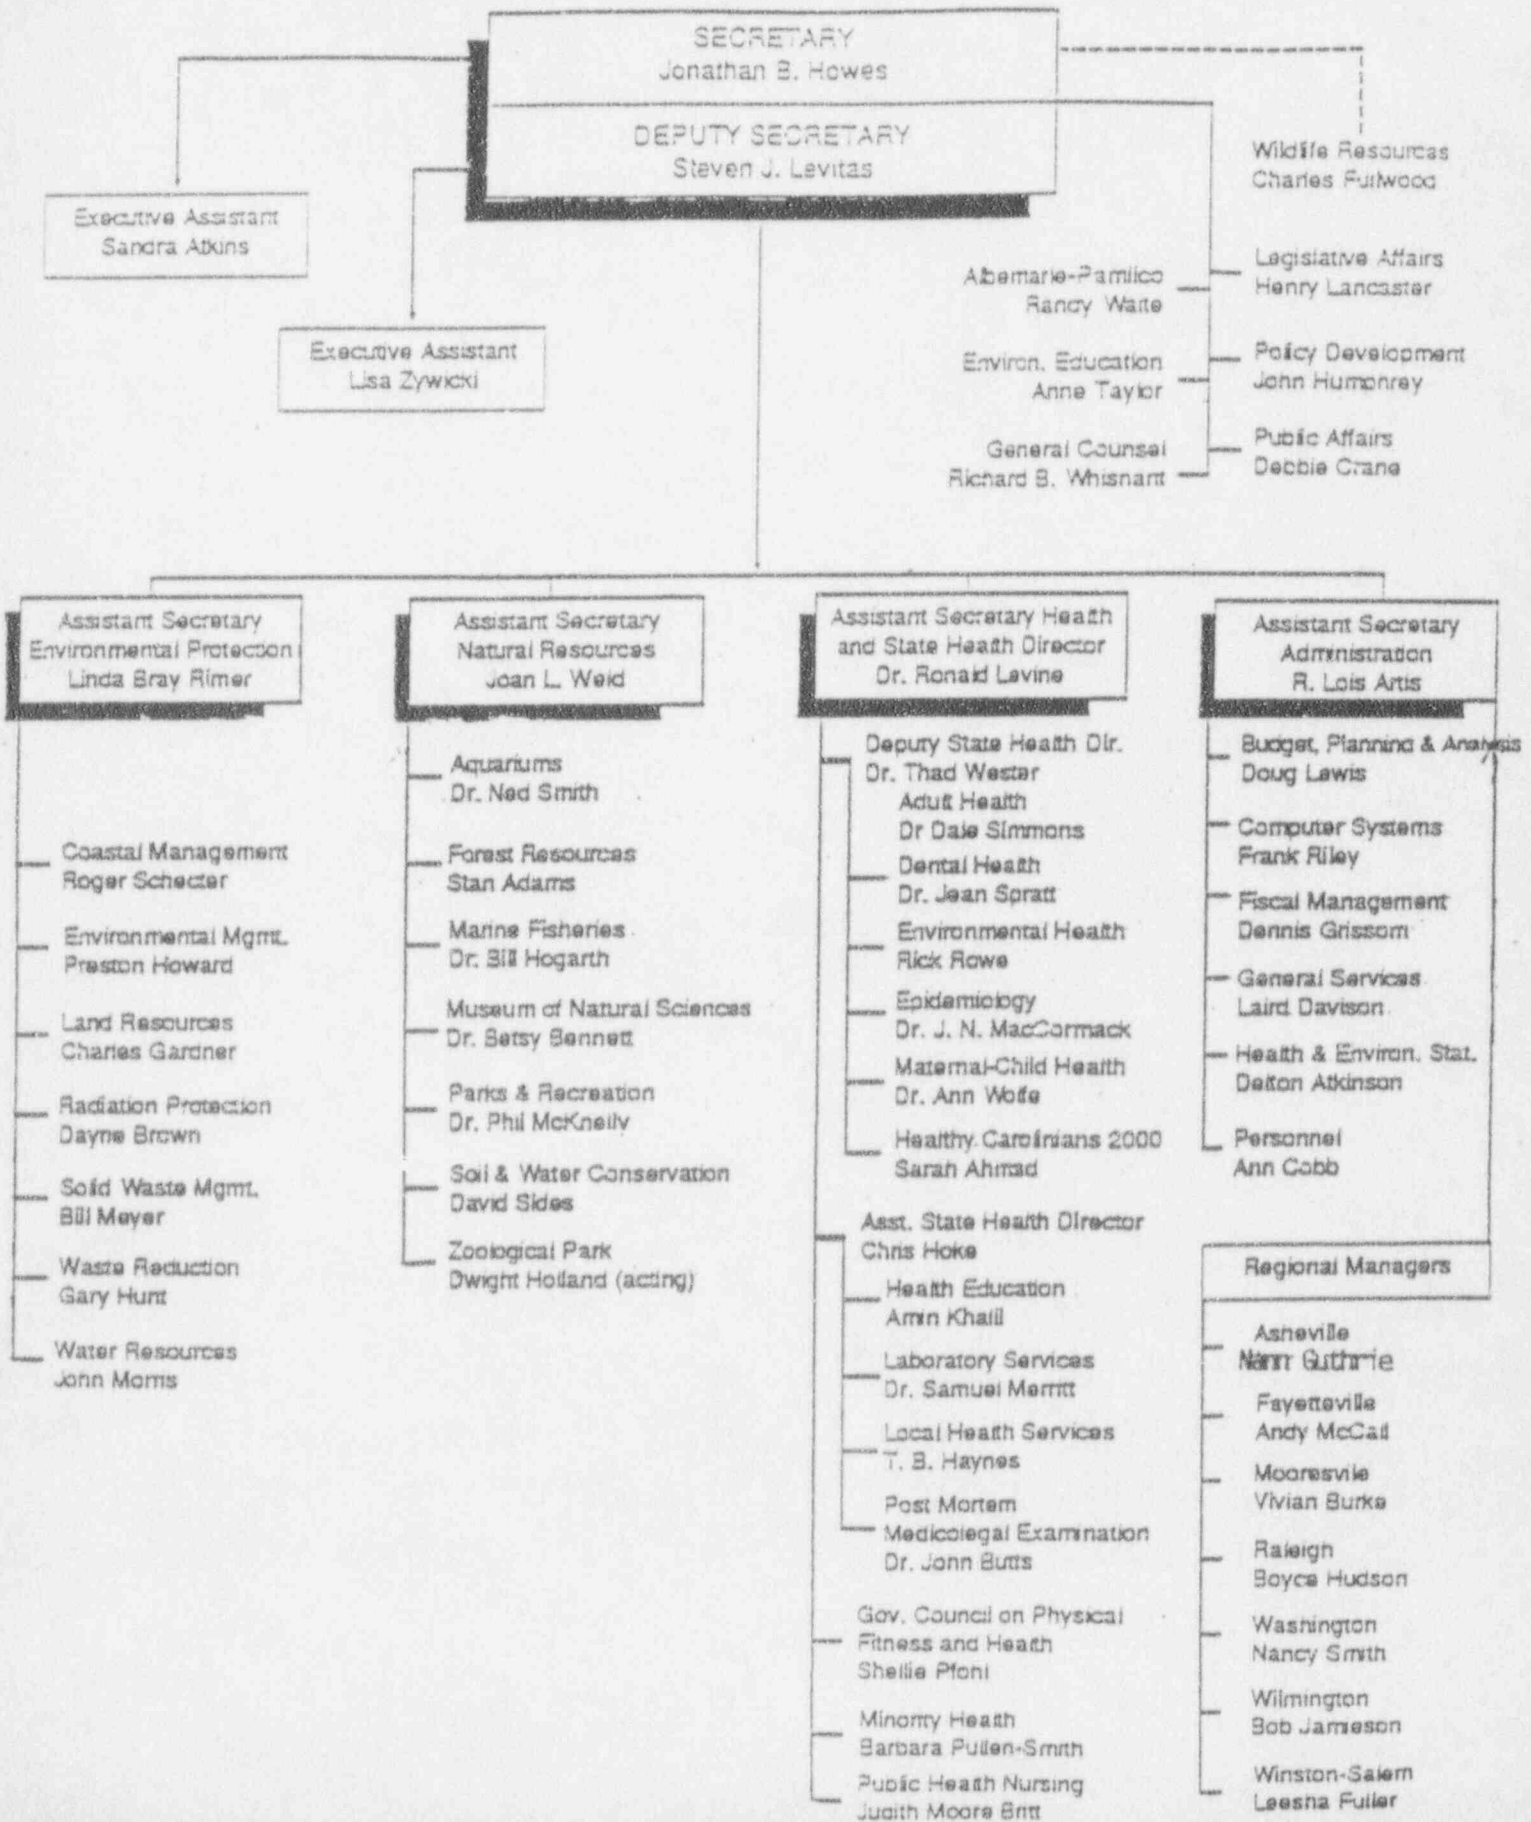 SECRETARY
Jonathan B. Howes
DEPUTY SECRETARY
Steven J. Levitas
Executive Assistant
Sandra Atkins
Executive Assistant
Lisa Zywicki
Wildlife Resources
Charles Fullwood
Albemarle-Pamlico
Randy Waite
Legislative Affairs
Henry Lancaster
Environ. Education
Anne Taylor
Policy Development
John Humphrey
General Counsel
Richard B. Whisnant
Public Affairs
Debbie Crane
Assistant Secretary
Environmental Protection
Linda Bray Rimer
Coastal Management
Roger Schecter
Environmental Mgmt.
Preston Howard
Land Resources
Charles Gardner
Radiation Protection
Dayne Brown
Solid Waste Mgmt.
Bill Meyer
Waste Reduction
Gary Hunt
Water Resources
John Morris
Assistant Secretary
Natural Resources
Joan L. Weld
Aquariums
Dr. Ned Smith
Forest Resources
Stan Adams
Marine Fisheries
Dr. Bill Hogarth
Museum of Natural Sciences
Dr. Betsy Bennett
Parks & Recreation
Dr. Phil McKnelly
Soil & Water Conservation
David Sides
Zoological Park
Dwight Holland (acting)
Assistant Secretary Health
and State Health Director
Dr. Ronald Levine
Deputy State Health Dir.
Dr. Thad Wester
Adult Health
Dr Dale Simmons
Dental Health
Dr. Jean Spratt
Environmental Health
Rick Rowe
Epidemiology
Dr. J. N. MacCormack
Maternal-Child Health
Dr. Ann Wolfe
Healthy Carolinians 2000
Sarah Ahmad
Asst. State Health Director
Chris Hoke
Health Education
Amin Khalil
Laboratory Services
Dr. Samuel Merritt
Local Health Services
T. B. Haynes
Post Mortem
Medicolegal Examination
Dr. John Butts
Gov. Council on Physical
Fitness and Health
Shellie Pfohl
Minority Health
Barbara Pullen-Smith
Public Health Nursing
Judith Moore Britt
Assistant Secretary
Administration
R. Lois Artis
Budget, Planning & Analysis
Doug Lewis
Computer Systems
Frank Riley
Fiscal Management
Dennis Grissom
General Services
Laird Davison
Health & Environ. Stat.
Delton Atkinson
Personnel
Ann Cobb
Regional Managers
Asheville
Nann Guthrie
Fayetteville
Andy McCall
Mooresville
Vivian Burke
Raleigh
Boyce Hudson
Washington
Nancy Smith
Wilmington
Bob Jamieson
Winston-Salem
Leesha Fuller